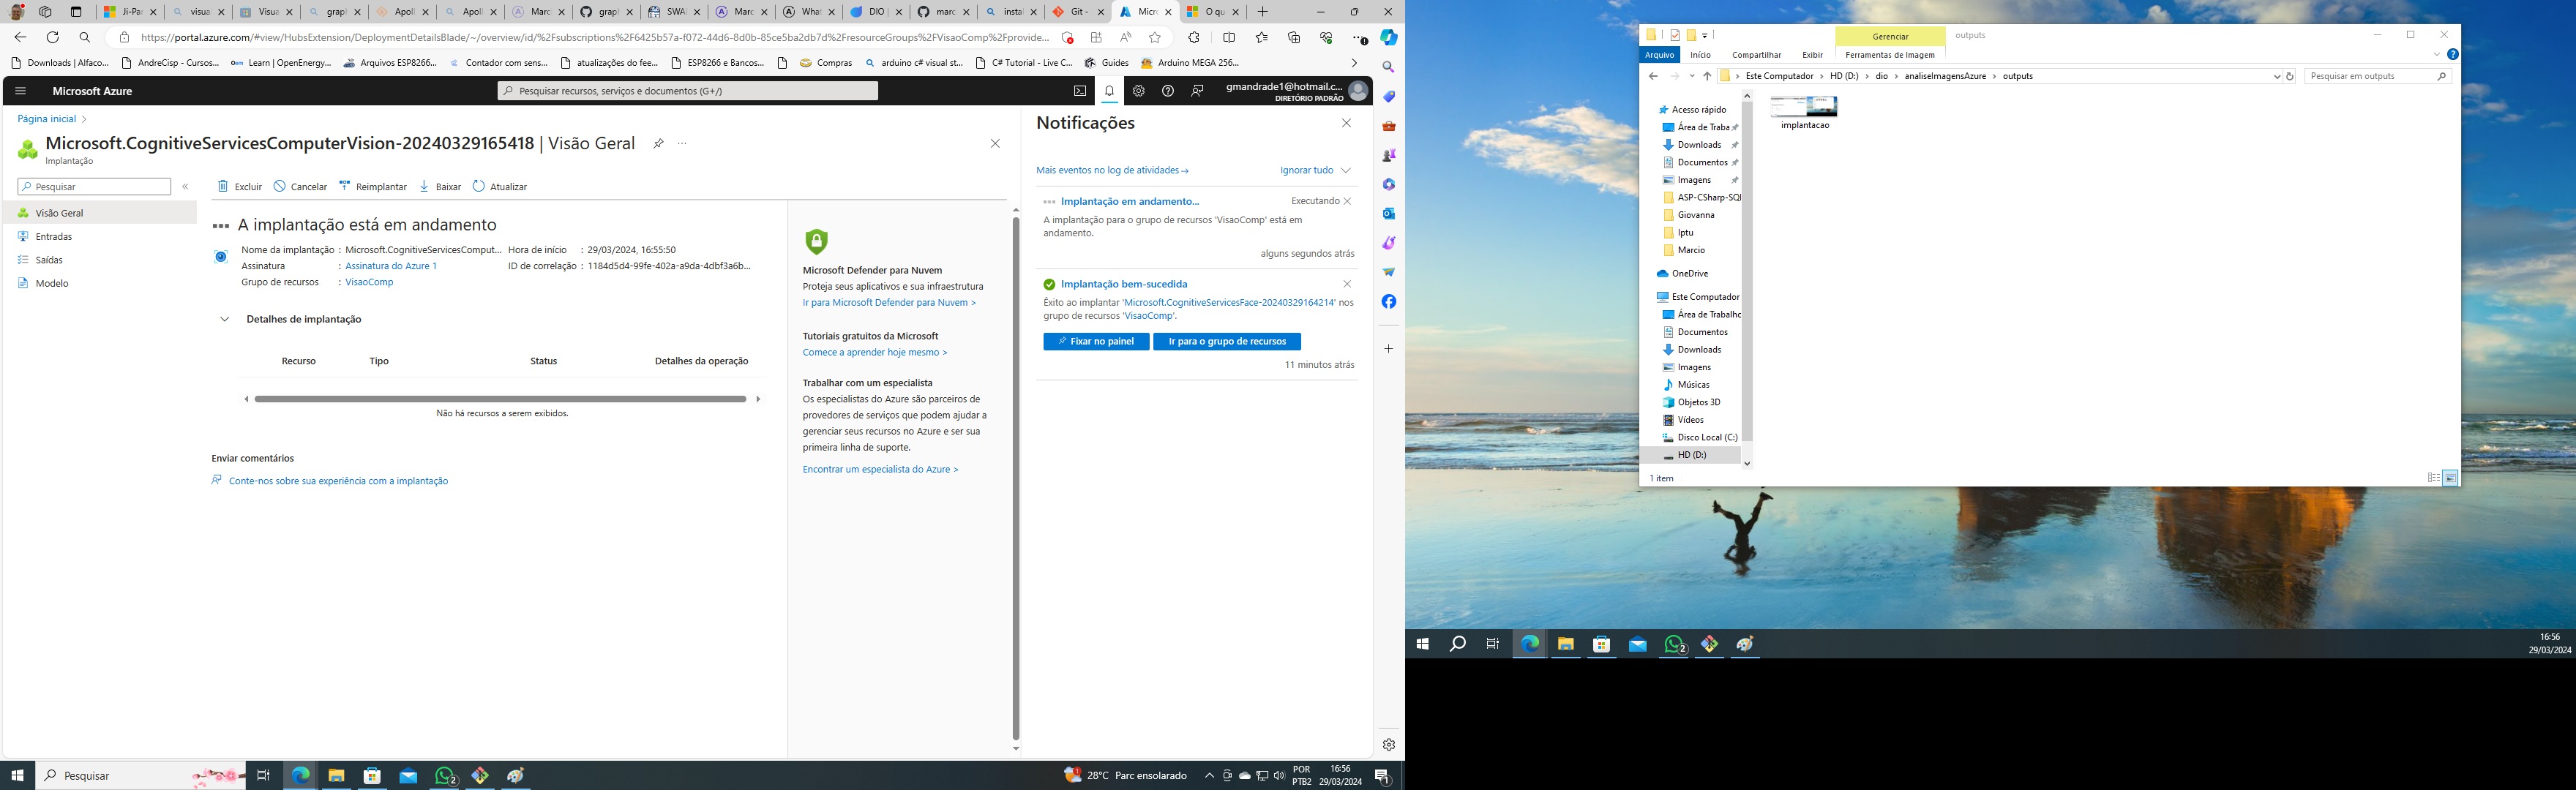 Ji-Par
visua
Visua
grapl
Apoll
Apoll
Marc
grapl
SWAI
Marc
What
DIO |
marc
instal
Git -
Micro
O qu
https://portal.azure.com/#view/HubsExtension/DeploymentDetailsBlade/~/overview/id/%2Fsubscriptions%2F6425b57a-f072-44d6-8d0b-85ce5ba2db7d%2FresourceGroups%2FVisaoComp%2Fprovide...
Downloads | Alfaco...
AndreCisp - Cursos...
Learn | OpenEnergy...
Arquivos ESP8266...
Contador com sens...
atualizações do fee...
ESP8266 e Bancos...
Compras
arduino c# visual st...
C# Tutorial - Live C...
Guides
Arduino MEGA 256...
Microsoft Azure
Pesquisar recursos, serviços e documentos (G+/)
gmandrade1@hotmail.c...
DIRETÓRIO PADRÃO
Página inicial
Microsoft.CognitiveServicesComputerVision-20240329165418 | Visão Geral
Implantação
Pesquisar
Excluir
Cancelar
Reimplantar
Baixar
Atualizar
Visão Geral
Entradas
Saídas
Modelo
A implantação está em andamento
Nome da implantação : Microsoft.CognitiveServicesComput...
Hora de início : 29/03/2024, 16:55:50
Assinatura : Assinatura do Azure 1
ID de correlação : 1184d5d4-99fe-402a-a9da-4dbf3a6b...
Grupo de recursos : VisaoComp
Detalhes de implantação
Recurso
Tipo
Status
Detalhes da operação
Não há recursos a serem exibidos.
Enviar comentários
Conte-nos sobre sua experiência com a implantação
Microsoft Defender para Nuvem
Proteja seus aplicativos e sua infraestrutura
Ir para Microsoft Defender para Nuvem >
Tutoriais gratuitos da Microsoft
Comece a aprender hoje mesmo >
Trabalhar com um especialista
Os especialistas do Azure são parceiros de
provedores de serviços que podem ajudar a
gerenciar seus recursos no Azure e ser sua
primeira linha de suporte.
Encontrar um especialista do Azure >
Notificações
Mais eventos no log de atividades →
Ignorar tudo
Implantação em andamento...
Executando
A implantação para o grupo de recursos 'VisaoComp' está em
andamento.
alguns segundos atrás
Implantação bem-sucedida
Êxito ao implantar 'Microsoft.CognitiveServicesFace-20240329164214' nos
grupo de recursos 'VisaoComp'.
Fixar no painel
Ir para o grupo de recursos
11 minutos atrás
Pesquisar
2
28°C Parc ensolarado
POR
PTB2
16:56
29/03/2024
1
Gerenciar
outputs
Arquivo
Início
Compartilhar
Exibir
Ferramentas de Imagem
Este Computador
HD (D:)
dio
analiseImagensAzure
outputs
Pesquisar em outputs
Acesso rápido
Área de Traba
Downloads
Documentos
Imagens
ASP-CSharp-SQl
Giovanna
Iptu
Marcio
OneDrive
Este Computador
Área de Trabalho
Documentos
Downloads
Imagens
Músicas
Objetos 3D
Vídeos
Disco Local (C:)
HD (D:)
implantacao
1 item
2
16:56
29/03/2024